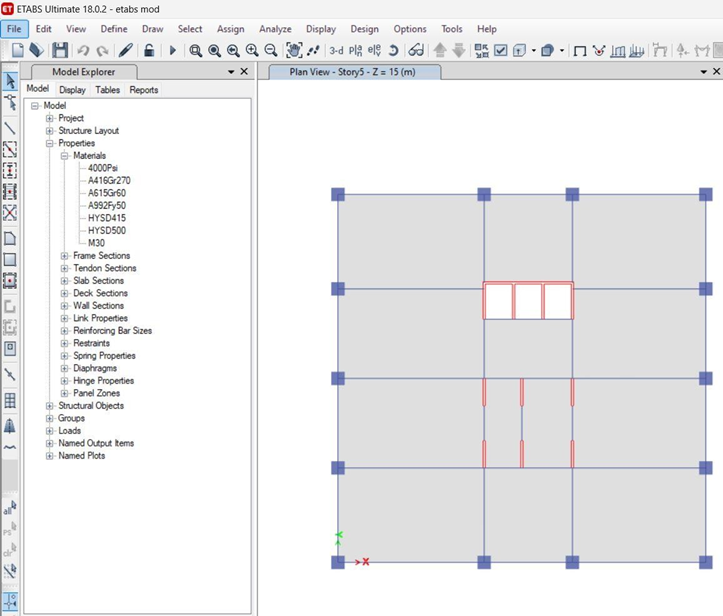 ETABS Ultimate 18.0.2 - etabs mod
File Edit View Define Draw Select Assign Analyze Display Design Options Tools Help
3-d
Model Explorer
Plan View - Story5 - Z = 15 (m)
Model Display Tables Reports
Model
Project
Structure Layout
Properties
Materials
4000Psi
A416Gr270
A615Gr60
A992Fy50
HYSD415
HYSD500
M30
Frame Sections
Tendon Sections
Slab Sections
Deck Sections
Wall Sections
Link Properties
Reinforcing Bar Sizes
Restraints
Spring Properties
Diaphragms
Hinge Properties
Panel Zones
Structural Objects
Groups
Loads
Named Output Items
Named Plots
all
X